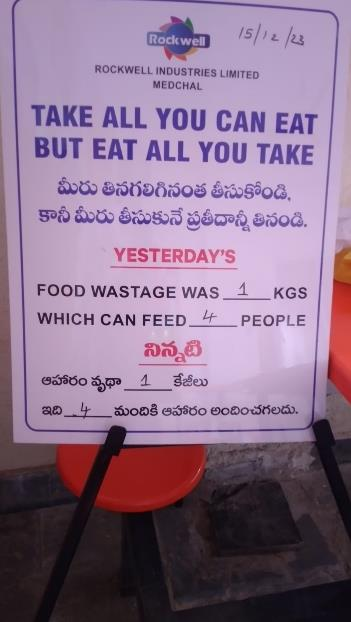 Rockwell
15/12/23
ROCKWELL INDUSTRIES LIMITED
MEDCHAL
TAKE ALL YOU CAN EAT
BUT EAT ALL YOU TAKE
మీరు తినగలిగినంత తీసుకోండి,
కానీ మీరు తీసుకునే ప్రతీదాన్నీ తినండి.
YESTERDAY'S
FOOD WASTAGE WAS 1 KGS
WHICH CAN FEED 4 PEOPLE
నిన్నటి
ఆహారం వృథా 1 కేజీలు
ఇది 4 మందికి ఆహారం అందించగలదు.